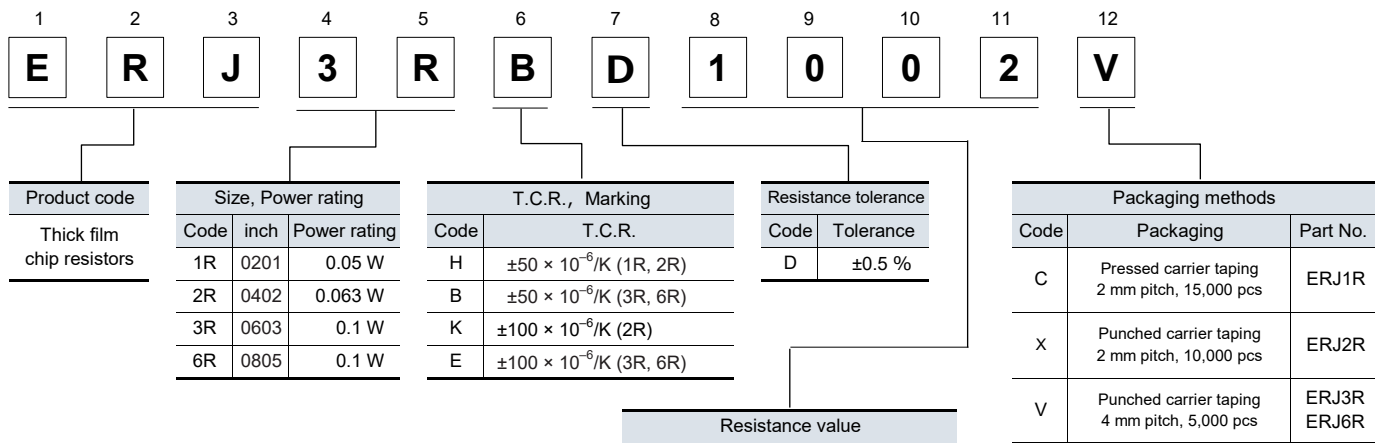 1 2 3 4 5 6 7 8 9 10 11 12
E R J 3 R B D 1 0 0 2 V
Product code
Thick film
chip resistors
Size, Power rating
Code inch Power rating
1R 0201 0.05 W
2R 0402 0.063 W
3R 0603 0.1 W
6R 0805 0.1 W
T.C.R., Marking
Code T.C.R.
H ±50 × 10⁻⁶/K (1R, 2R)
B ±50 × 10⁻⁶/K (3R, 6R)
K ±100 × 10⁻⁶/K (2R)
E ±100 × 10⁻⁶/K (3R, 6R)
Resistance tolerance
Code Tolerance
D ±0.5 %
Resistance value
Packaging methods
Code Packaging Part No.
C Pressed carrier taping
2 mm pitch, 15,000 pcs ERJ1R
X Punched carrier taping
2 mm pitch, 10,000 pcs ERJ2R
V Punched carrier taping
4 mm pitch, 5,000 pcs ERJ3R
ERJ6R